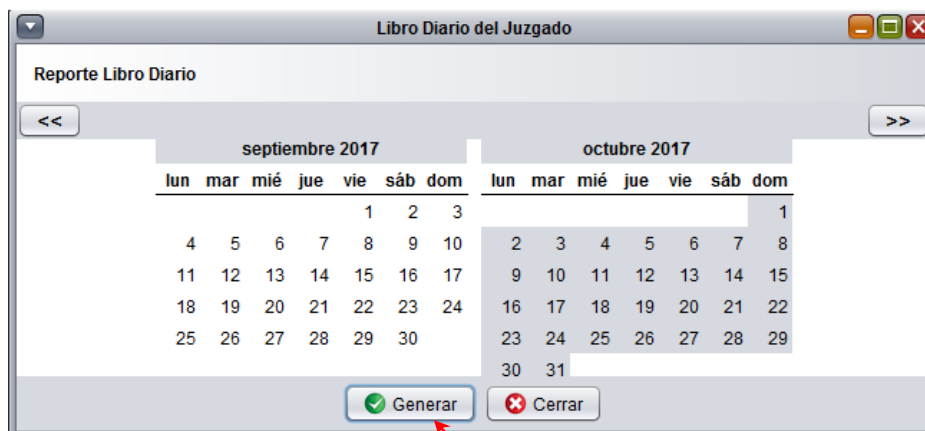 Libro Diario del Juzgado
Reporte Libro Diario
<< >>
septiembre 2017 octubre 2017
lun mar mié jue vie sáb dom lun mar mié jue vie sáb dom
1 2 3 1
4 5 6 7 8 9 10 2 3 4 5 6 7 8
11 12 13 14 15 16 17 9 10 11 12 13 14 15
18 19 20 21 22 23 24 16 17 18 19 20 21 22
25 26 27 28 29 30 23 24 25 26 27 28 29
30 31
Generar Cerrar